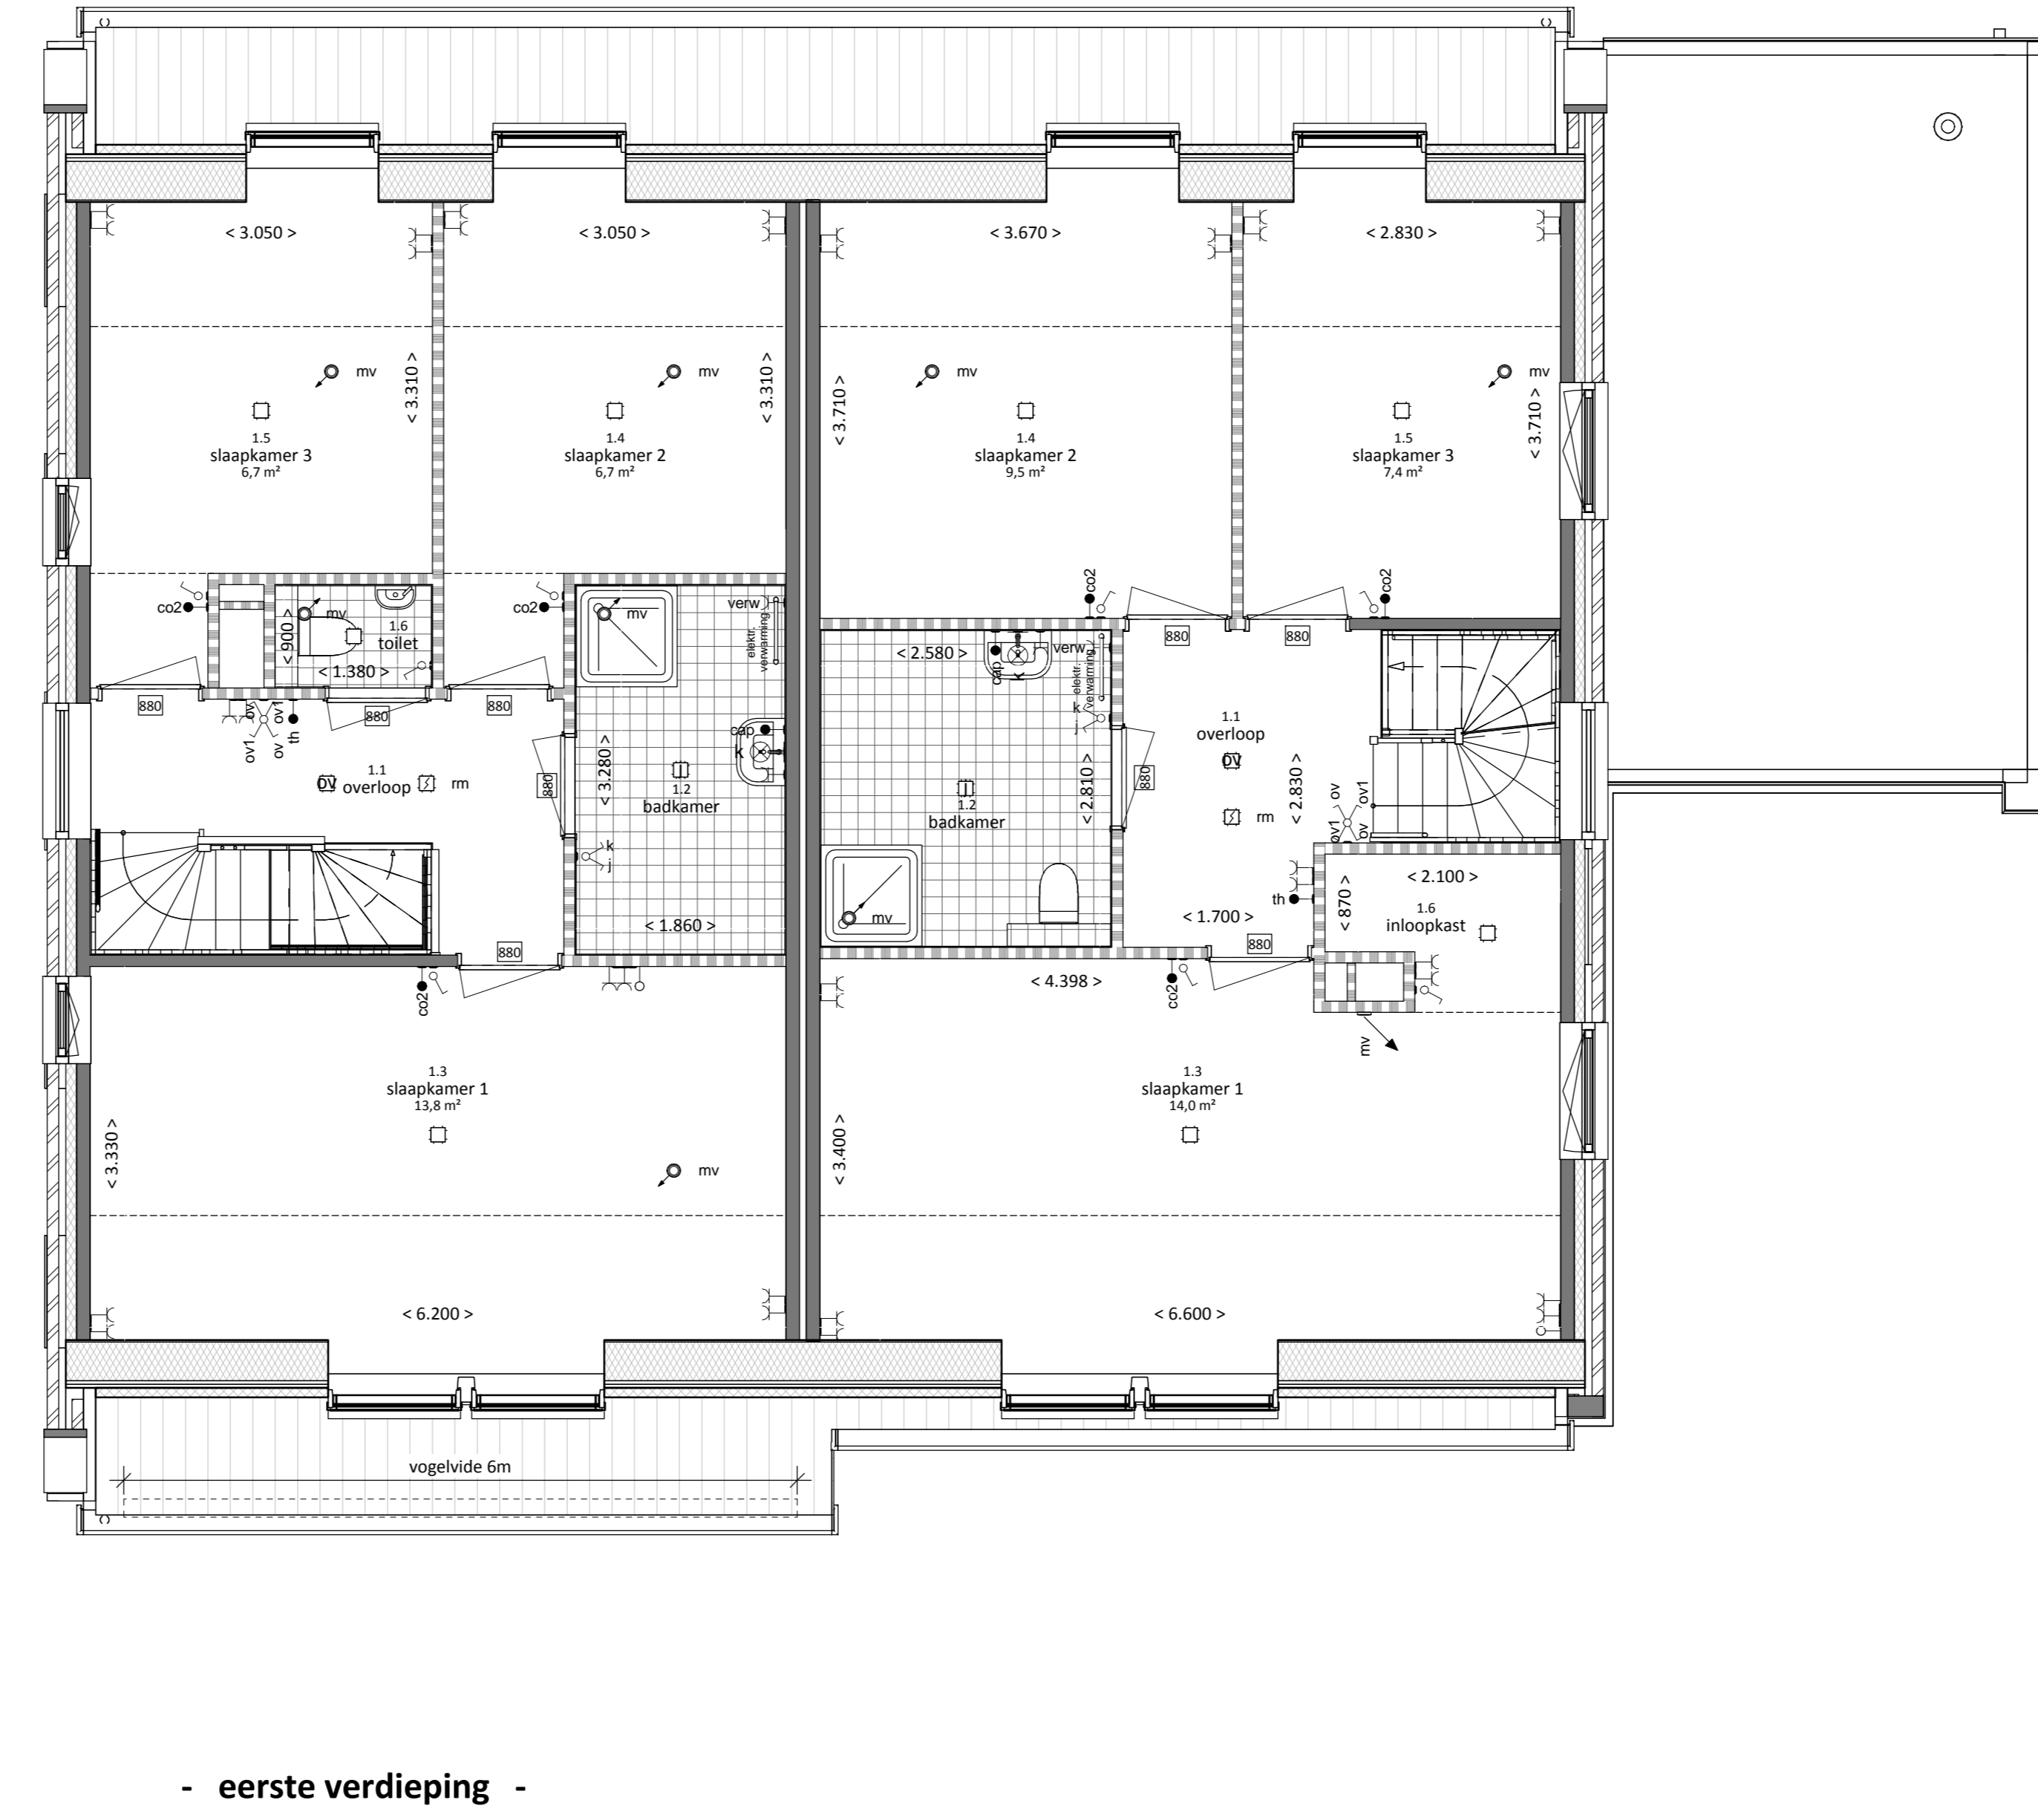 < 3.050 >
< 3.050 >
< 3.670 >
< 2.830 >
mv
mv
mv
mv
< 3.310 >
< 3.310 >
< 3.710 >
< 3.710 >
1.5
slaapkamer 3
6,7 m²
1.4
slaapkamer 2
6,7 m²
1.4
slaapkamer 2
9,5 m²
1.5
slaapkamer 3
7,4 m²
co2
co2
co2
co2
mv
< 900 >
1.6
toilet
< 1.380 >
mv
verw
elektr.
verwarming
< 2.580 >
cap
k
verw
elektr.
verwarming
k
j
880
880
880
880
880
ov
ov1
ov1
ov
th
ov
1.1
overloop
rm
880
< 3.280 >
cap
k
1.2
badkamer
k
j
< 1.860 >
1.2
badkamer
< 2.810 >
880
mv
1.1
overloop
ov
rm
< 2.830 >
ov
ov1
ov1
ov
th
< 1.700 >
< 870 >
< 2.100 >
1.6
inloopkast
880
880
co2
co2
< 4.398 >
mv
1.3
slaapkamer 1
13,8 m²
1.3
slaapkamer 1
14,0 m²
< 3.330 >
< 3.400 >
mv
< 6.200 >
< 6.600 >
vogelvide 6m
- eerste verdieping -